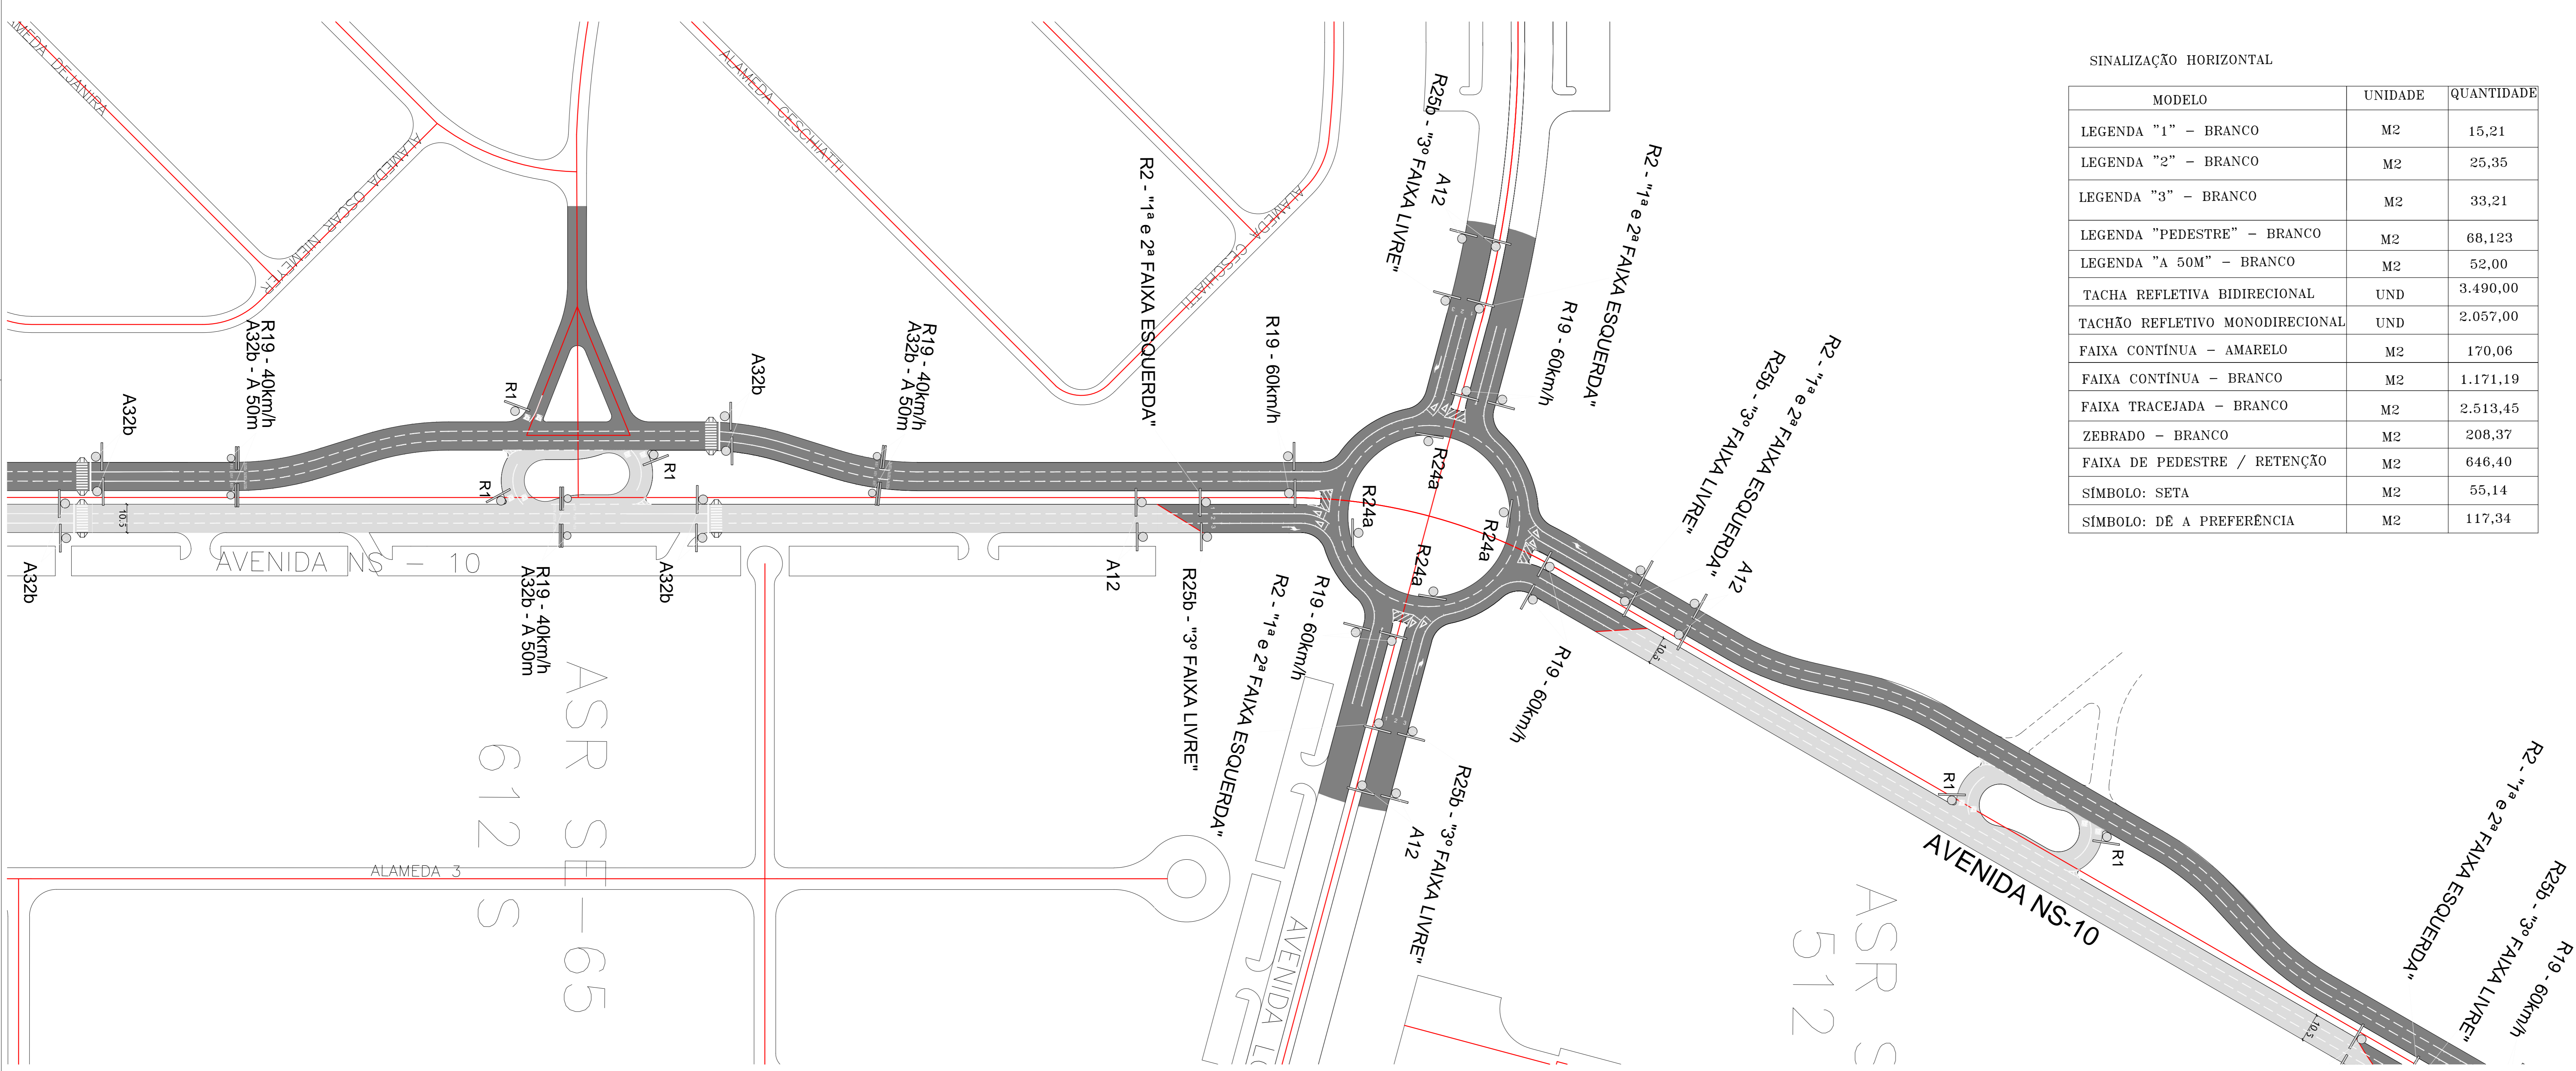 SINALIZAÇÃO HORIZONTAL
MODELO UNIDADE QUANTIDADE
LEGENDA "1" – BRANCO M2 15,21
LEGENDA "2" – BRANCO M2 25,35
LEGENDA "3" – BRANCO M2 33,21
LEGENDA "PEDESTRE" – BRANCO M2 68,123
LEGENDA "A 50M" – BRANCO M2 52,00
TACHA REFLETIVA BIDIRECIONAL UND 3.490,00
TACHÃO REFLETIVO MONODIRECIONAL UND 2.057,00
FAIXA CONTÍNUA – AMARELO M2 170,06
FAIXA CONTÍNUA – BRANCO M2 1.171,19
FAIXA TRACEJADA – BRANCO M2 2.513,45
ZEBRADO – BRANCO M2 208,37
FAIXA DE PEDESTRE / RETENÇÃO M2 646,40
SÍMBOLO: SETA M2 55,14
SÍMBOLO: DÊ A PREFERÊNCIA M2 117,34
DEJANIRA
ALAMEDA OSCAR NIEMEYER
ALAMEDA CESCHIATTI
ALAMEDA CESCHIATTI
R25b - "3º FAIXA LIVRE"
A12
R2 - "1ª e 2ª FAIXA ESQUERDA"
R19 - 60km/h
R2 - "1ª e 2ª FAIXA ESQUERDA"
R19 - 60km/h
R19 - 40km/h
A32b - A 50m
A32b
R19 - 40km/h
A32b - A 50m
A32b
R1
R1
R1
R24a
R24a
R24a
R24a
R2 - "1ª e 2ª FAIXA ESQUERDA"
R25b - "3º FAIXA LIVRE"
A12
10.5
AVENIDA NS – 10
A32b
R19 - 40km/h
A32b - A 50m
A32b
A12
R25b - "3º FAIXA LIVRE"
R2 - "1ª e 2ª FAIXA ESQUERDA"
R19 - 60km/h
R19 - 60km/h
10.5
R25b - "3º FAIXA LIVRE"
A12
ASR SE–65
612 S
ALAMEDA 3
AVENIDA LO
R1
R1
AVENIDA NS-10
ASR S
512
R2 - "1ª e 2ª FAIXA ESQUERDA"
R25b - "3º FAIXA LIVRE"
R19 - 60km/h
10.5